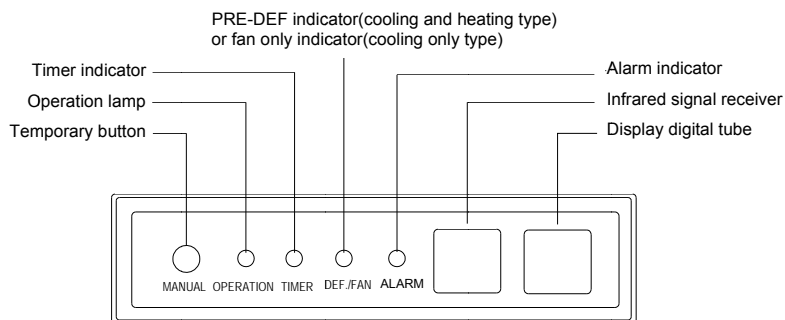 PRE-DEF indicator(cooling and heating type)
or fan only indicator(cooling only type)
Timer indicator
Alarm indicator
Operation lamp
Infrared signal receiver
Temporary button
Display digital tube
MANUAL OPERATION TIMER DEF./FAN ALARM